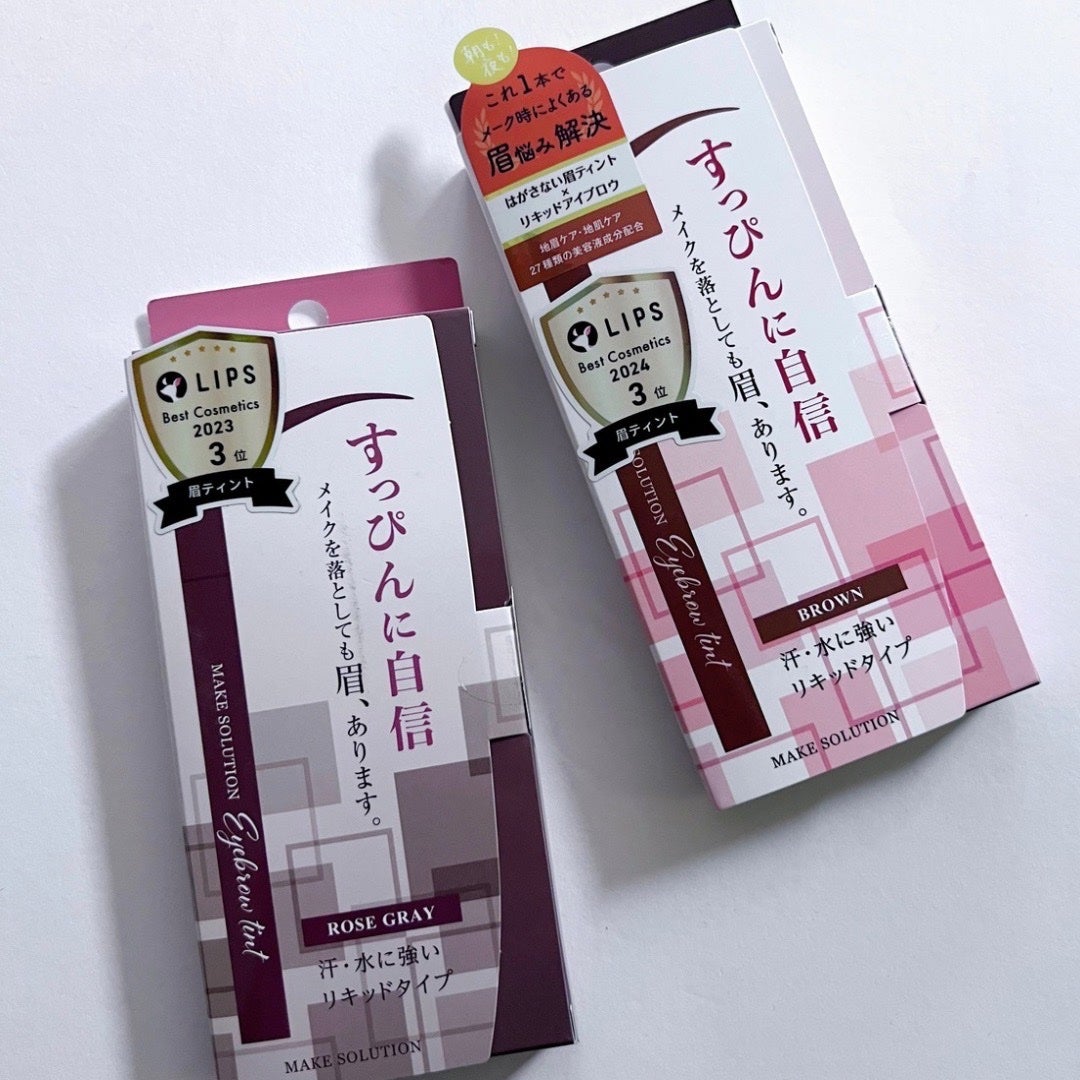 LIPS
Best Cosmetics
2023
3位
眉ティント
すっぴんに自信
メイクを落としても眉、あります。
MAKE SOLUTION Eyebrow tint
ROSE GRAY
汗・水に強い
リキッドタイプ
MAKE SOLUTION
朝も!
夜も!
これ1本で
メーク時によくある
眉悩み解決
はがさない眉ティント
×
リキッドアイブロウ
地眉ケア・地肌ケア
27種類の美容液成分配合
LIPS
Best Cosmetics
2024
3位
眉ティント
すっぴんに自信
メイクを落としても眉、あります。
SOLUTION Eyebrow tint
BROWN
汗・水に強い
リキッドタイプ
MAKE SOLUTION